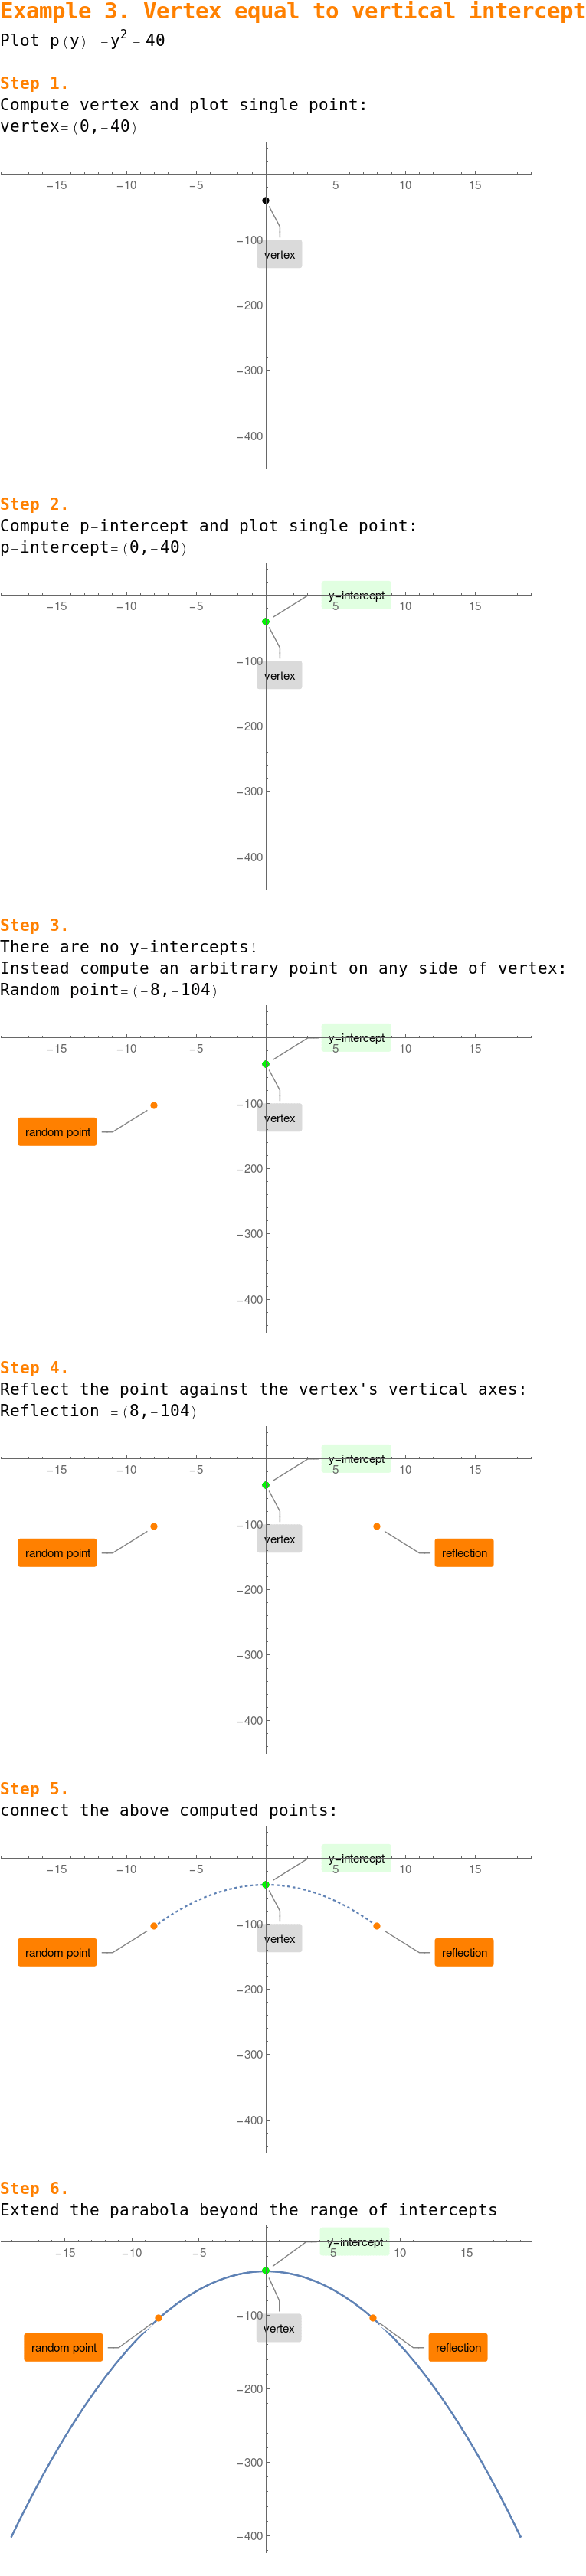 Example 3. Vertex equal to vertical intercept
Plot p(y)=-y² - 40
Step 1.
Compute vertex and plot single point:
vertex=(0,-40)
-15 -10 -5 5 10 15
-100
vertex
-200
-300
-400
Step 2.
Compute p-intercept and plot single point:
p-intercept=(0,-40)
y-intercept
-15 -10 -5 5 10 15
-100
vertex
-200
-300
-400
Step 3.
There are no y-intercepts!
Instead compute an arbitrary point on any side of vertex:
Random point=(-8,-104)
y-intercept
-15 -10 -5 5 10 15
-100
vertex
random point
-200
-300
-400
Step 4.
Reflect the point against the vertex's vertical axes:
Reflection =(8,-104)
y-intercept
-15 -10 -5 5 10 15
-100
vertex
random point reflection
-200
-300
-400
Step 5.
connect the above computed points:
y-intercept
-15 -10 -5 5 10 15
-100
vertex
random point reflection
-200
-300
-400
Step 6.
Extend the parabola beyond the range of intercepts
y-intercept
-15 -10 -5 5 10 15
-100
vertex
random point reflection
-200
-300
-400